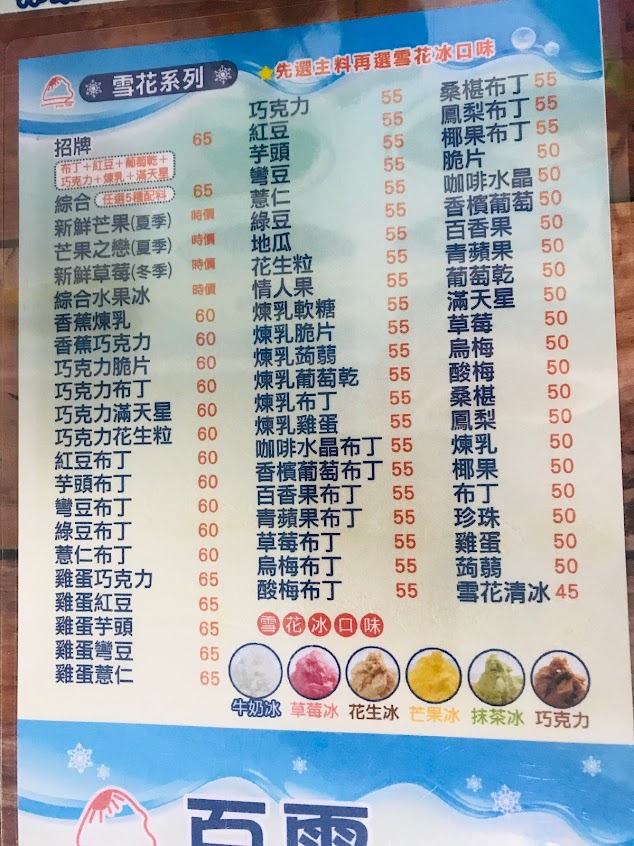 雪花系列
★先選主料再選雪花冰口味
招牌 65
布丁+紅豆+葡萄乾+
巧克力+煉乳+滿天星
綜合 任選5種配料 65
新鮮芒果(夏季) 時價
芒果之戀(夏季) 時價
新鮮草莓(冬季) 時價
綜合水果冰 時價
香蕉煉乳 60
香蕉巧克力 60
巧克力脆片 60
巧克力布丁 60
巧克力滿天星 60
巧克力花生粒 60
紅豆布丁 60
芋頭布丁 60
彎豆布丁 60
綠豆布丁 60
薏仁布丁 60
雞蛋巧克力 65
雞蛋紅豆 65
雞蛋芋頭 65
雞蛋彎豆 65
雞蛋薏仁 65
巧克力 55
紅豆 55
芋頭 55
彎豆 55
薏仁 55
綠豆 55
地瓜 55
花生粒 55
情人果 55
煉乳軟糖 55
煉乳脆片 55
煉乳蒟蒻 55
煉乳葡萄乾 55
煉乳布丁 55
煉乳雞蛋 55
咖啡水晶布丁 55
香檳葡萄布丁 55
百香果布丁 55
青蘋果布丁 55
草莓布丁 55
烏梅布丁 55
酸梅布丁 55
桑椹布丁 55
鳳梨布丁 55
椰果布丁 55
脆片 50
咖啡水晶 50
香檳葡萄 50
百香果 50
青蘋果 50
葡萄乾 50
滿天星 50
草莓 50
烏梅 50
酸梅 50
桑椹 50
鳳梨 50
煉乳 50
椰果 50
布丁 50
珍珠 50
雞蛋 50
蒟蒻 50
雪花清冰 45
雪花冰口味
牛奶冰 草莓冰 花生冰 芒果冰 抹茶冰 巧克力